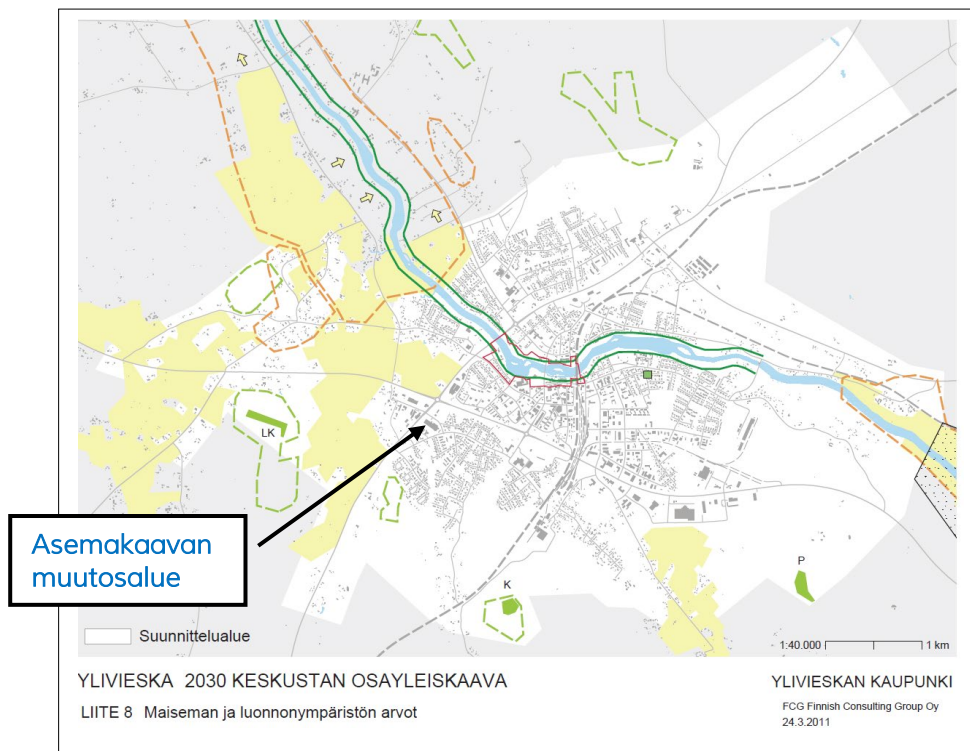 LK
Asemakaavan
muutosalue
K
P
Suunnittelualue
1:40.000
1 km
YLIVIESKA 2030 KESKUSTAN OSAYLEISKAAVA
LIITE 8 Maiseman ja luonnonympäristön arvot
YLIVIESKAN KAUPUNKI
FCG Finnish Consulting Group Oy
24.3.2011